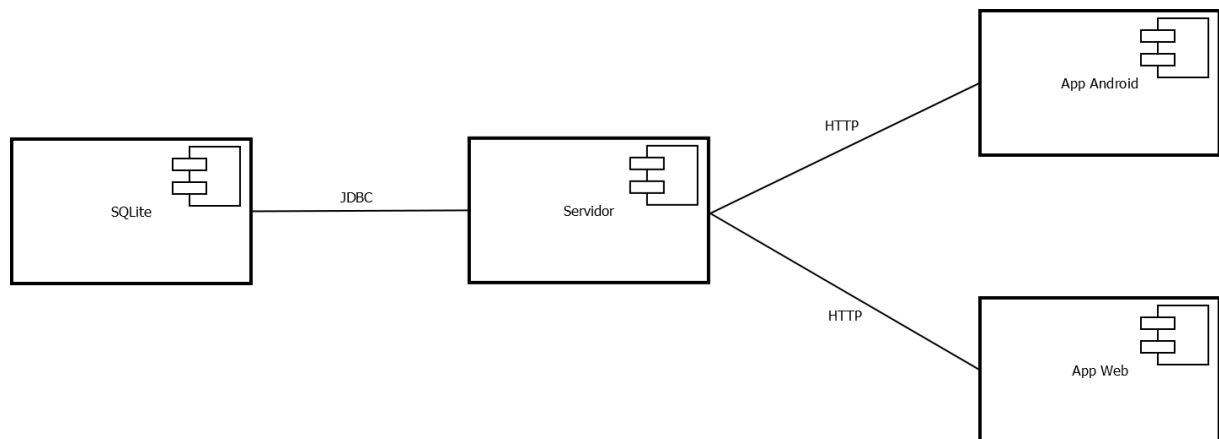 SQLite
JDBC
Servidor
HTTP
App Android
HTTP
App Web